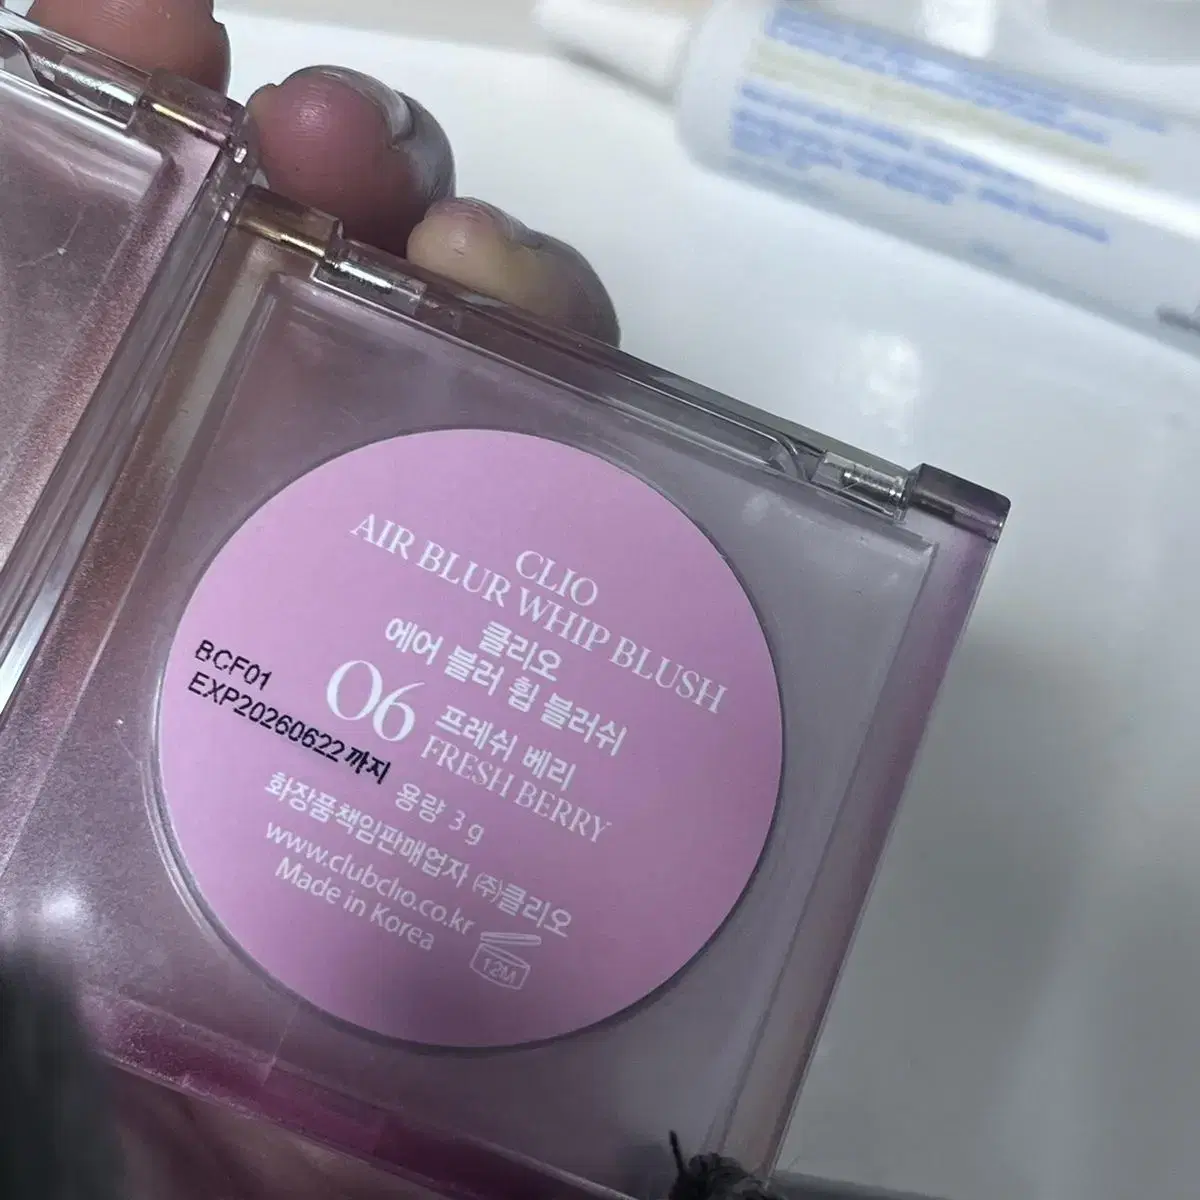 CLIO
AIR BLUR WHIP BLUSH
클리오
에어 블러 휩 블러쉬
06 프레쉬 베리
FRESH BERRY
BCF01
EXP20260622까지
용량 3 g
화장품책임판매업자 ㈜클리오
www.clubclio.co.kr
Made in Korea
12M